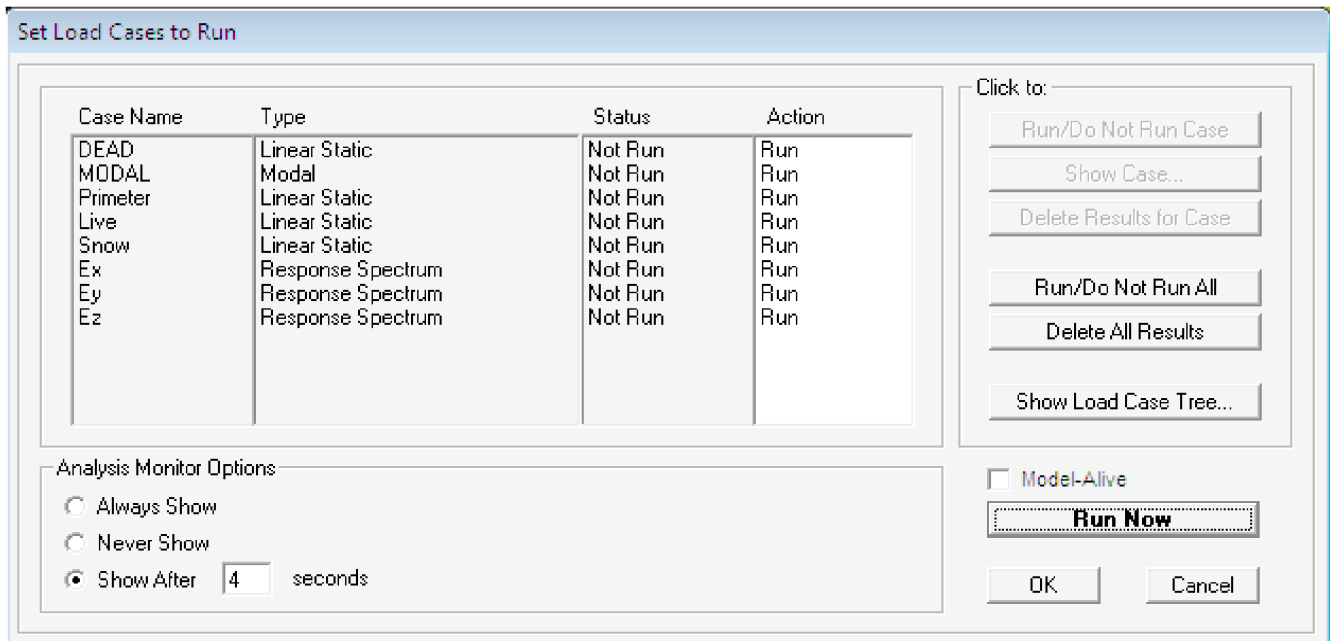 Set Load Cases to Run
Click to:
Case Name Type Status Action
DEAD Linear Static Not Run Run
MODAL Modal Not Run Run
Primeter Linear Static Not Run Run
Live Linear Static Not Run Run
Snow Linear Static Not Run Run
Ex Response Spectrum Not Run Run
Ey Response Spectrum Not Run Run
Ez Response Spectrum Not Run Run
Run/Do Not Run Case
Show Case...
Delete Results for Case
Run/Do Not Run All
Delete All Results
Show Load Case Tree...
Analysis Monitor Options
Always Show
Never Show
Show After 4 seconds
Model-Alive
Run Now
OK Cancel